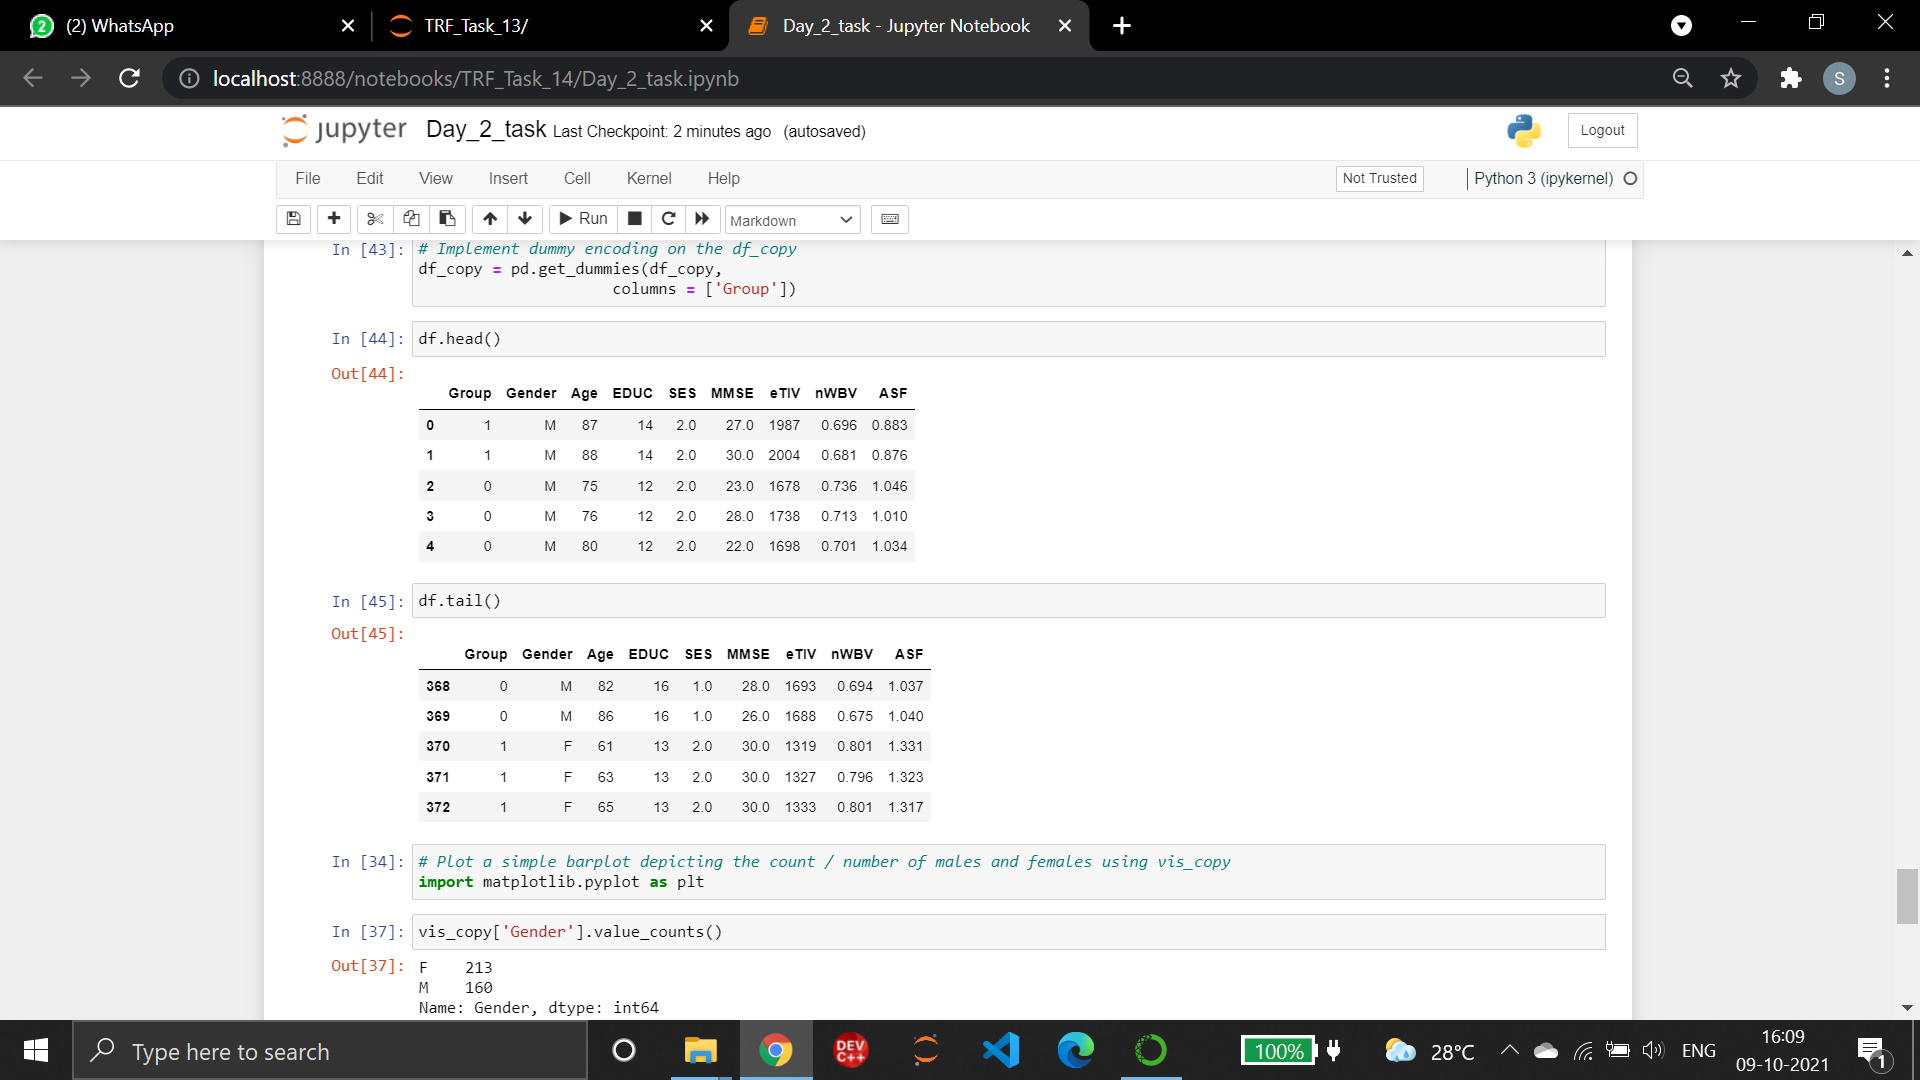 (2) WhatsApp
TRF_Task_13/
Day_2_task - Jupyter Notebook
localhost:8888/notebooks/TRF_Task_14/Day_2_task.ipynb
S
jupyter Day_2_task Last Checkpoint: 2 minutes ago (autosaved)
Logout
File Edit View Insert Cell Kernel Help
Not Trusted
Python 3 (ipykernel)
Run
Markdown
In [43]: # Implement dummy encoding on the df_copy
df_copy = pd.get_dummies(df_copy,
columns = ['Group'])
In [44]: df.head()
Out[44]:
Group Gender Age EDUC SES MMSE eTIV nWBV ASF
0 1 M 87 14 2.0 27.0 1987 0.696 0.883
1 1 M 88 14 2.0 30.0 2004 0.681 0.876
2 0 M 75 12 2.0 23.0 1678 0.736 1.046
3 0 M 76 12 2.0 28.0 1738 0.713 1.010
4 0 M 80 12 2.0 22.0 1698 0.701 1.034
In [45]: df.tail()
Out[45]:
Group Gender Age EDUC SES MMSE eTIV nWBV ASF
368 0 M 82 16 1.0 28.0 1693 0.694 1.037
369 0 M 86 16 1.0 26.0 1688 0.675 1.040
370 1 F 61 13 2.0 30.0 1319 0.801 1.331
371 1 F 63 13 2.0 30.0 1327 0.796 1.323
372 1 F 65 13 2.0 30.0 1333 0.801 1.317
In [34]: # Plot a simple barplot depicting the count / number of males and females using vis_copy
import matplotlib.pyplot as plt
In [37]: vis_copy['Gender'].value_counts()
Out[37]: F 213
M 160
Name: Gender, dtype: int64
Type here to search
DEV
C++
100%
28°C
ENG
16:09
09-10-2021
1